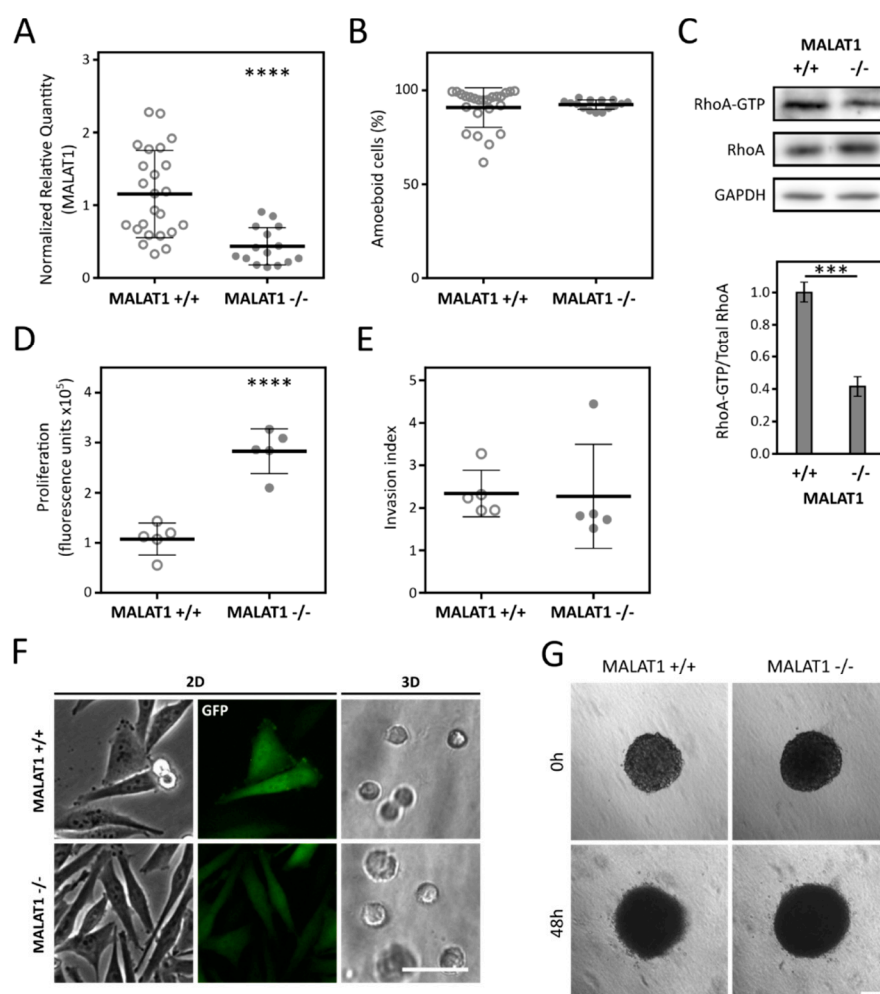 A
Normalized Relative Quantity
(MALAT1)
3
2
1
0
****
MALAT1 +/+
MALAT1 -/-
B
Amoeboid cells (%)
100
50
0
MALAT1 +/+
MALAT1 -/-
C
MALAT1
+/+ -/-
RhoA-GTP
RhoA
GAPDH
RhoA-GTP/Total RhoA
1.0
0.8
0.6
0.4
0.2
0.0
***
+/+ -/-
MALAT1
D
Proliferation
(fluorescence units x10⁵)
4
3
2
1
0
****
MALAT1 +/+
MALAT1 -/-
E
Invasion index
5
4
3
2
1
0
MALAT1 +/+
MALAT1 -/-
F
2D
3D
GFP
MALAT1 +/+
MALAT1 -/-
G
MALAT1 +/+
MALAT1 -/-
0h
48h